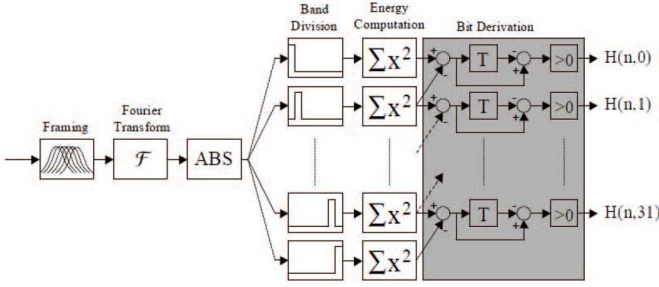 Band Division
Energy Computation
Bit Derivation
Framing
Fourier Transform
ℱ
ABS
∑x²
+
-
T
-
+
>0
H(n,0)
∑x²
+
-
T
-
+
>0
H(n,1)
∑x²
+
-
T
-
+
>0
H(n,31)
∑x²